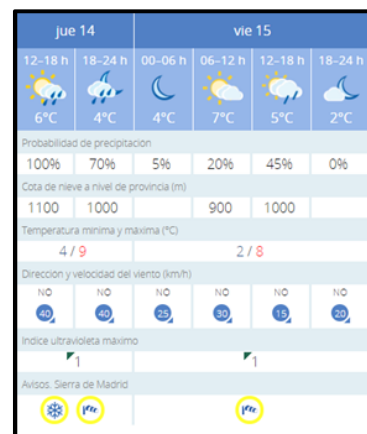 jue 14 vie 15
12–18 h 18–24 h 00–06 h 06–12 h 12–18 h 18–24 h
6°C 4°C 4°C 7°C 5°C 2°C
Probabilidad de precipitación
100% 70% 5% 20% 45% 0%
Cota de nieve a nivel de provincia (m)
1100 1000 900 1000
Temperatura mínima y máxima (°C)
4 / 9 2 / 8
Dirección y velocidad del viento (km/h)
NO NO NO NO NO NO
40 40 25 30 15 20
Indice ultravioleta máximo
1 1
Avisos. Sierra de Madrid